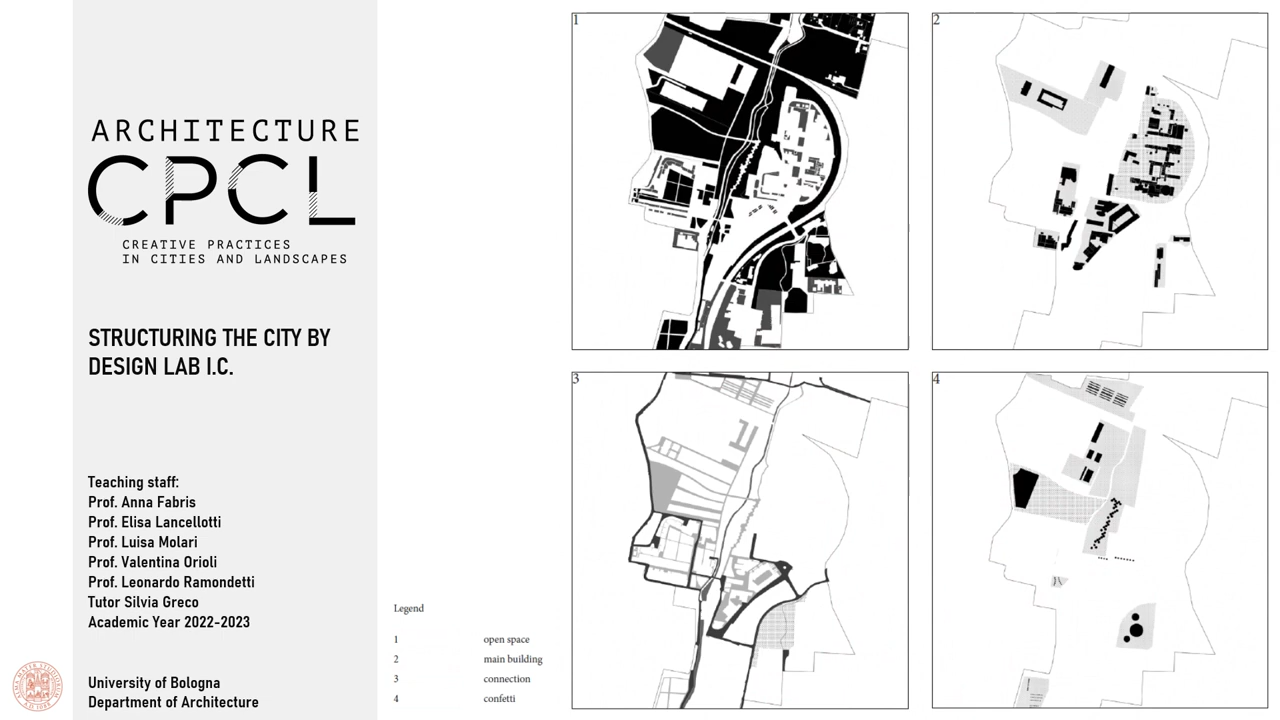 ARCHITECTURE
CPCL
CREATIVE PRACTICES
IN CITIES AND LANDSCAPES
STRUCTURING THE CITY BY
DESIGN LAB I.C.
Teaching staff:
Prof. Anna Fabris
Prof. Elisa Lancellotti
Prof. Luisa Molari
Prof. Valentina Orioli
Prof. Leonardo Ramondetti
Tutor Silvia Greco
Academic Year 2022-2023
University of Bologna
Department of Architecture
Legend
1 open space
2 main building
3 connection
4 confetti
1
2
3
4